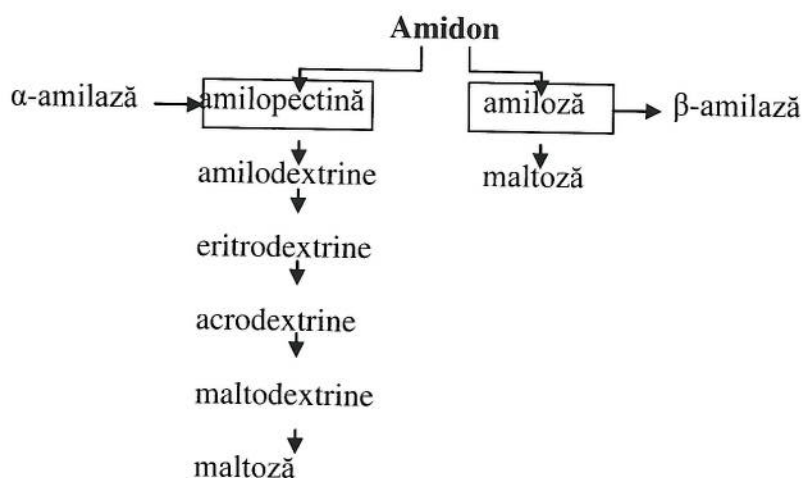 Amidon
α-amilază
amilopectină
amiloză
β-amilază
amilodextrine
maltoză
eritrodextrine
acrodextrine
maltodextrine
maltoză